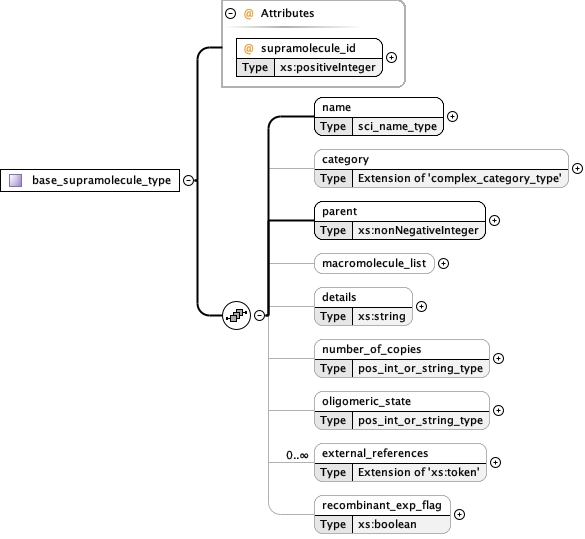 @ Attributes
@ supramolecule_id
Type xs:positiveInteger
name
Type sci_name_type
category
Type Extension of 'complex_category_type'
base_supramolecule_type
parent
Type xs:nonNegativeInteger
macromolecule_list
details
Type xs:string
number_of_copies
Type pos_int_or_string_type
oligomeric_state
Type pos_int_or_string_type
0..∞ external_references
Type Extension of 'xs:token'
recombinant_exp_flag
Type xs:boolean